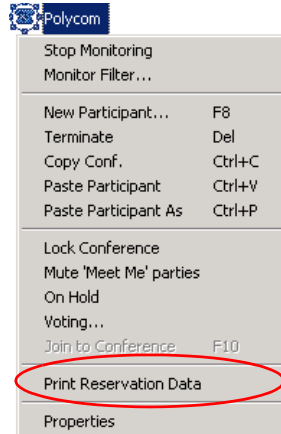 Polycom
Stop Monitoring
Monitor Filter...
New Participant... F8
Terminate Del
Copy Conf. Ctrl+C
Paste Participant Ctrl+V
Paste Participant As Ctrl+P
Lock Conference
Mute 'Meet Me' parties
On Hold
Voting...
Join to Conference F10
Print Reservation Data
Properties